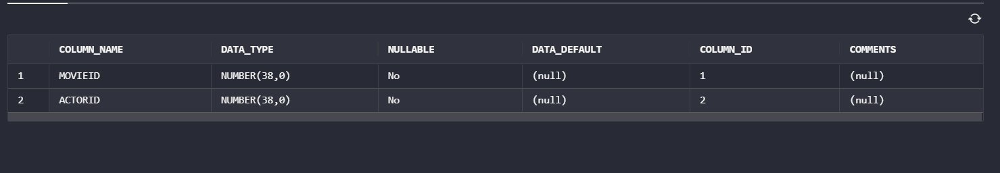 COLUMN_NAME DATA_TYPE NULLABLE DATA_DEFAULT COLUMN_ID COMMENTS
1 MOVIEID NUMBER(38,0) No (null) 1 (null)
2 ACTORID NUMBER(38,0) No (null) 2 (null)